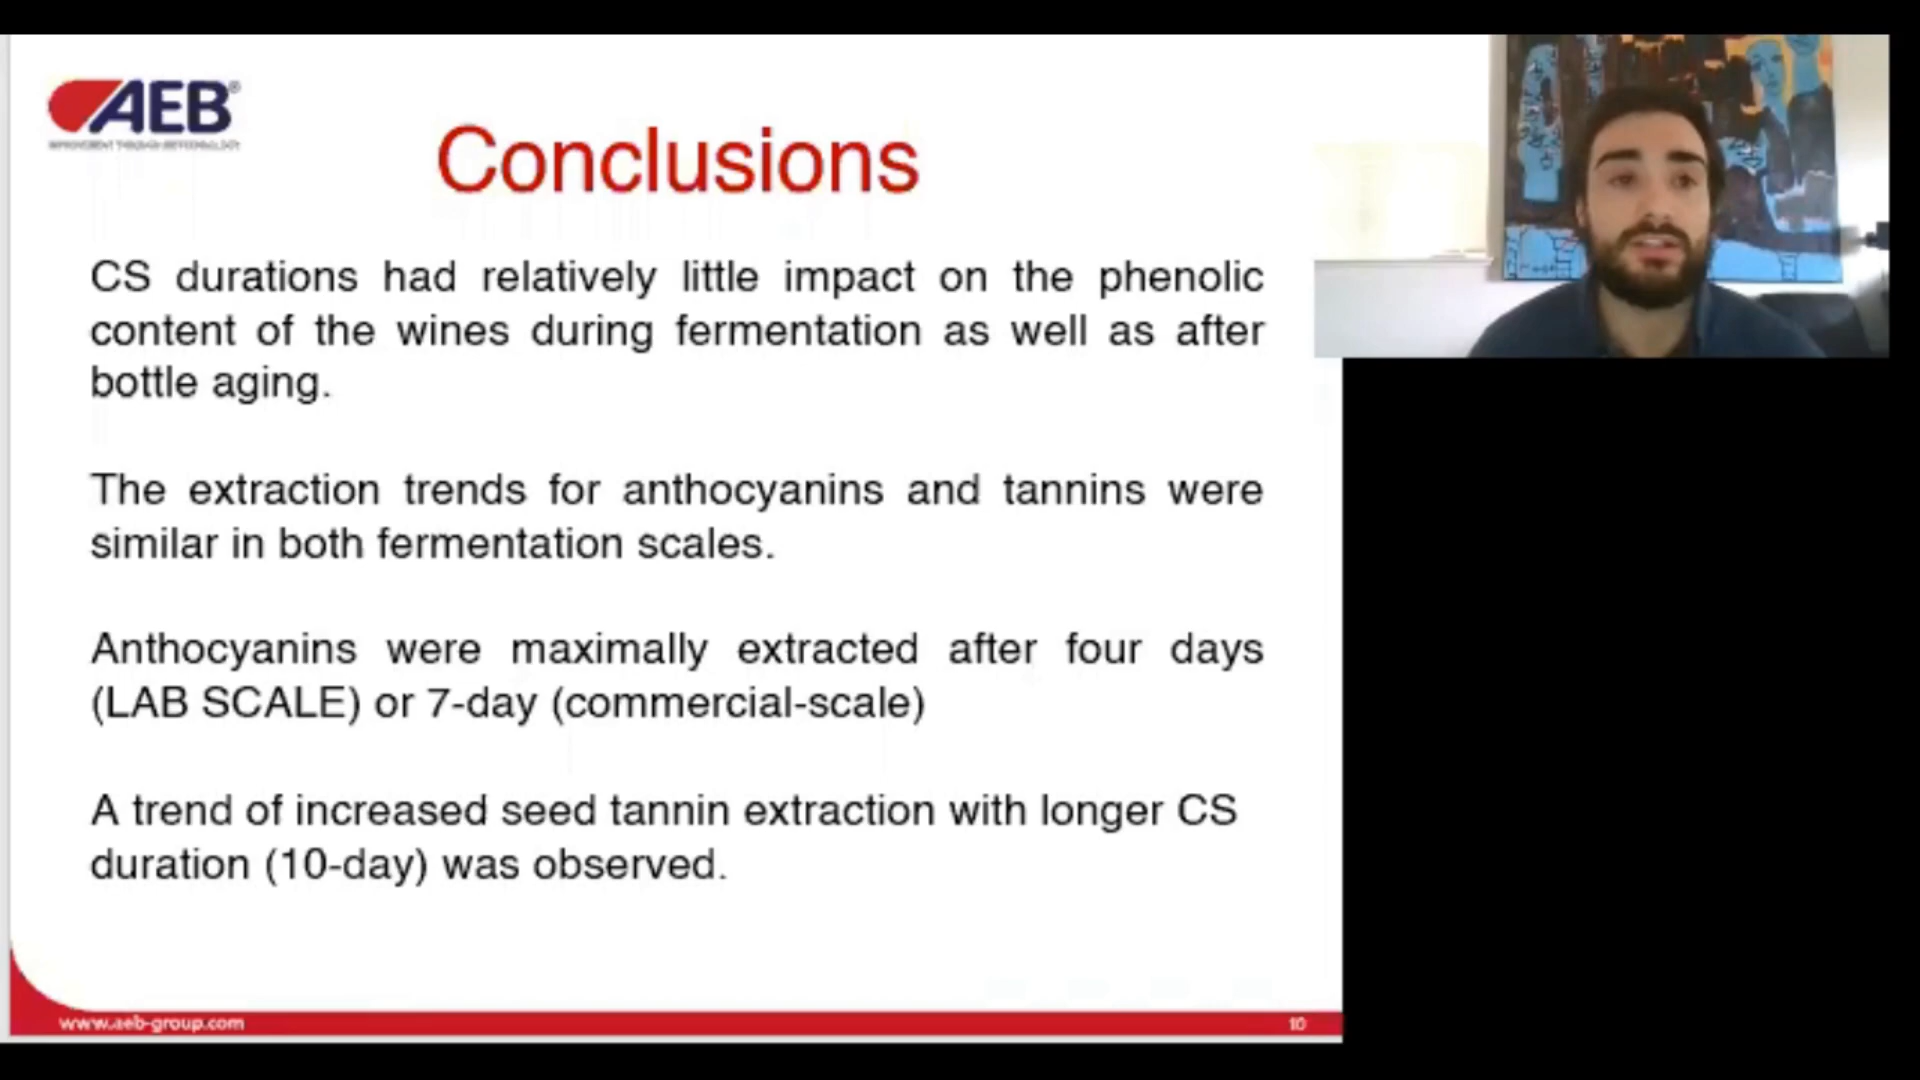 AEB®
Conclusions
CS durations had relatively little impact on the phenolic
content of the wines during fermentation as well as after
bottle aging.
The extraction trends for anthocyanins and tannins were
similar in both fermentation scales.
Anthocyanins were maximally extracted after four days
(LAB SCALE) or 7-day (commercial-scale)
A trend of increased seed tannin extraction with longer CS
duration (10-day) was observed.
www.aeb-group.com
10